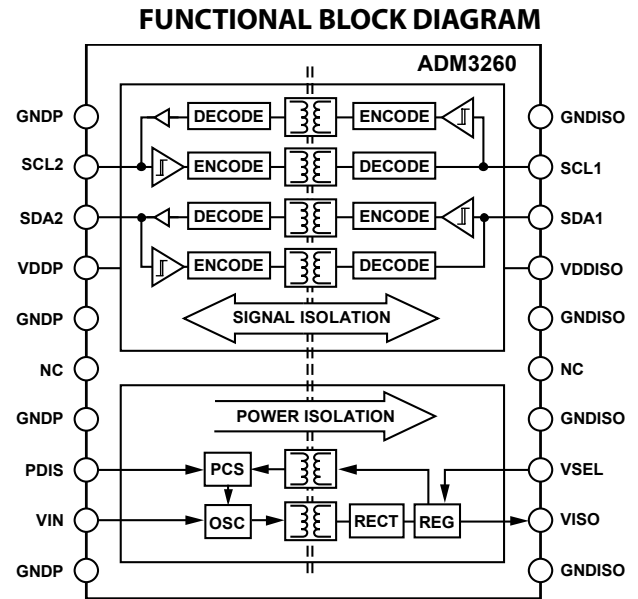 FUNCTIONAL BLOCK DIAGRAM
ADM3260
GNDP
DECODE
ENCODE
GNDISO
SCL2
ENCODE
DECODE
SCL1
SDA2
DECODE
ENCODE
SDA1
VDDP
ENCODE
DECODE
VDDISO
GNDP
SIGNAL ISOLATION
GNDISO
NC
NC
GNDP
POWER ISOLATION
GNDISO
PDIS
PCS
VSEL
VIN
OSC
RECT
REG
VISO
GNDP
GNDISO